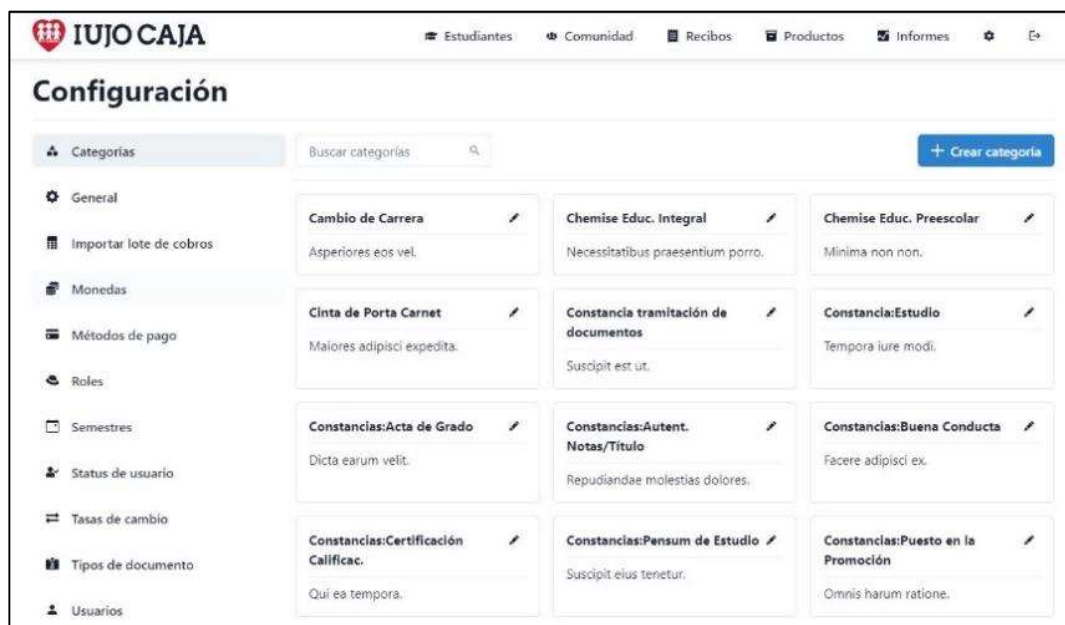 IUJO CAJA
Estudiantes
Comunidad
Recibos
Productos
Informes
Configuración
Categorías
General
Importar lote de cobros
Monedas
Métodos de pago
Roles
Semestres
Status de usuario
Tasas de cambio
Tipos de documento
Usuarios
Buscar categorías
+ Crear categoría
Cambio de Carrera
Asperiores eos vel.
Chemise Educ. Integral
Necessitatibus praesentium porro.
Chemise Educ. Preescolar
Minima non non.
Cinta de Porta Carnet
Maiores adipisci expedita.
Constancia tramitación de
documentos
Suscipit est ut.
Constancia:Estudio
Tempora iure modi.
Constancias:Acta de Grado
Dicta earum velit.
Constancias:Autent.
Notas/Título
Repudiandae molestias dolores.
Constancias:Buena Conducta
Facere adipisci ex.
Constancias:Certificación
Calificac.
Qui ea tempora.
Constancias:Pensum de Estudio
Suscipit eius tenetur.
Constancias:Puesto en la
Promoción
Omnis harum ratione.